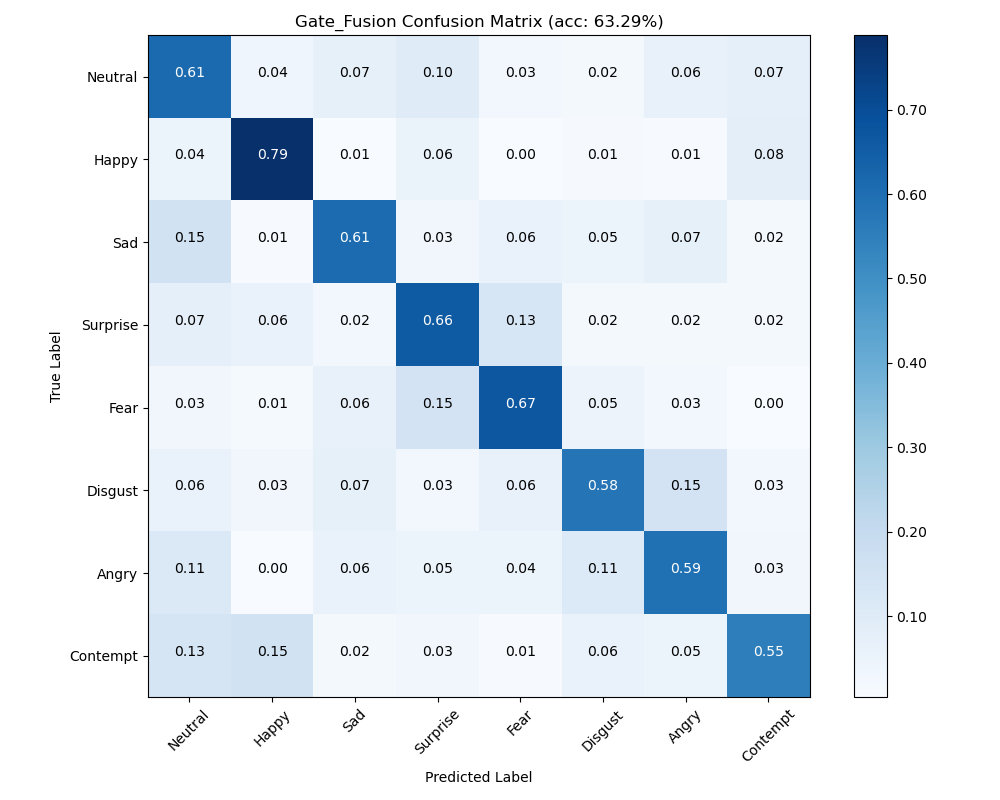 Gate_Fusion Confusion Matrix (acc: 63.29%)
Neutral 0.61 0.04 0.07 0.10 0.03 0.02 0.06 0.07
Happy 0.04 0.79 0.01 0.06 0.00 0.01 0.01 0.08
Sad 0.15 0.01 0.61 0.03 0.06 0.05 0.07 0.02
Surprise 0.07 0.06 0.02 0.66 0.13 0.02 0.02 0.02
Fear 0.03 0.01 0.06 0.15 0.67 0.05 0.03 0.00
Disgust 0.06 0.03 0.07 0.03 0.06 0.58 0.15 0.03
Angry 0.11 0.00 0.06 0.05 0.04 0.11 0.59 0.03
Contempt 0.13 0.15 0.02 0.03 0.01 0.06 0.05 0.55
True Label
Neutral Happy Sad Surprise Fear Disgust Angry Contempt
Predicted Label
0.70
0.60
0.50
0.40
0.30
0.20
0.10